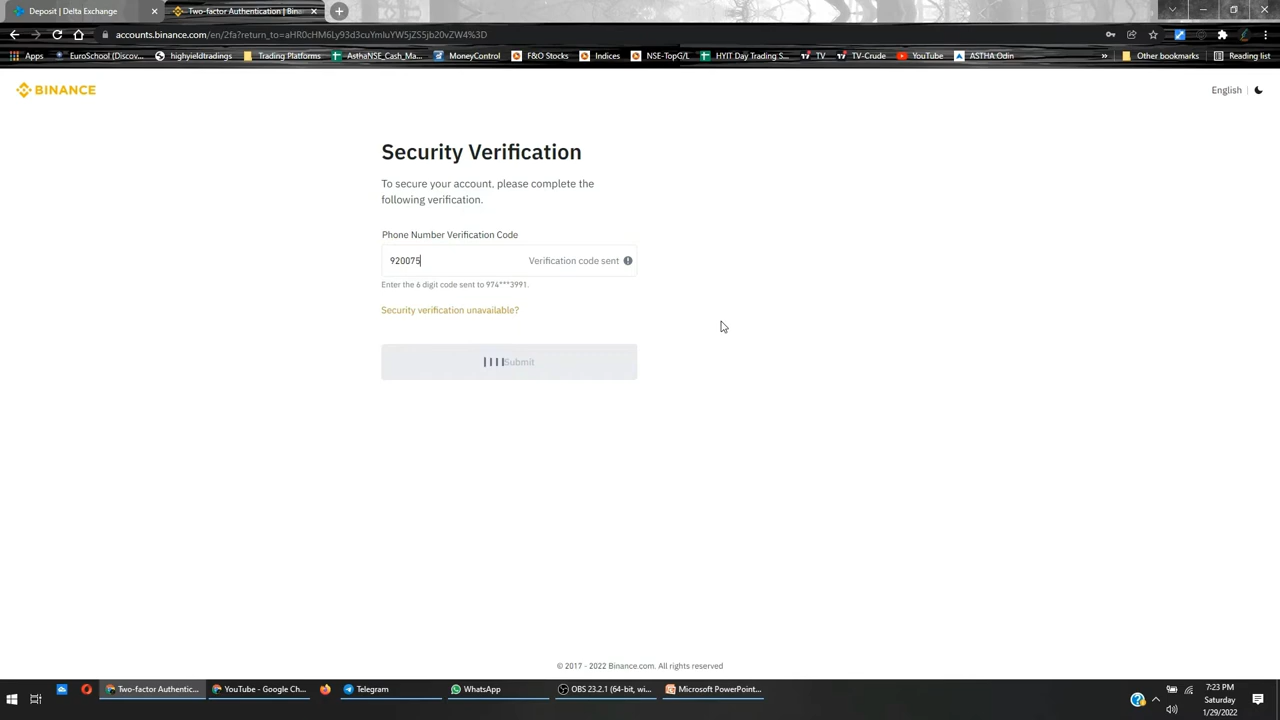 Deposit | Delta Exchange
Two-factor Authentication | Bin
accounts.binance.com/en/2fa?return_to=aHR0cHM6Ly93d3cuYmluYW5jZS5jb20vZW4%3D
Apps
EuroSchool (Discov...
highyieldtradings
Trading Platforms
AsthaNSE_Cash_Ma...
MoneyControl
F&O Stocks
Indices
NSE-TopG/L
HYIT Day Trading S...
TV
TV-Crude
YouTube
ASTHA Odin
»
Other bookmarks
Reading list
BINANCE
English
Security Verification
To secure your account, please complete the
following verification.
Phone Number Verification Code
920075
Verification code sent
Enter the 6 digit code sent to 974***3991.
Security verification unavailable?
Submit
© 2017 - 2022 Binance.com. All rights reserved
Two-factor Authentic...
YouTube - Google Ch...
Telegram
WhatsApp
OBS 23.2.1 (64-bit, wi...
Microsoft PowerPoint...
7:23 PM
Saturday
1/29/2022